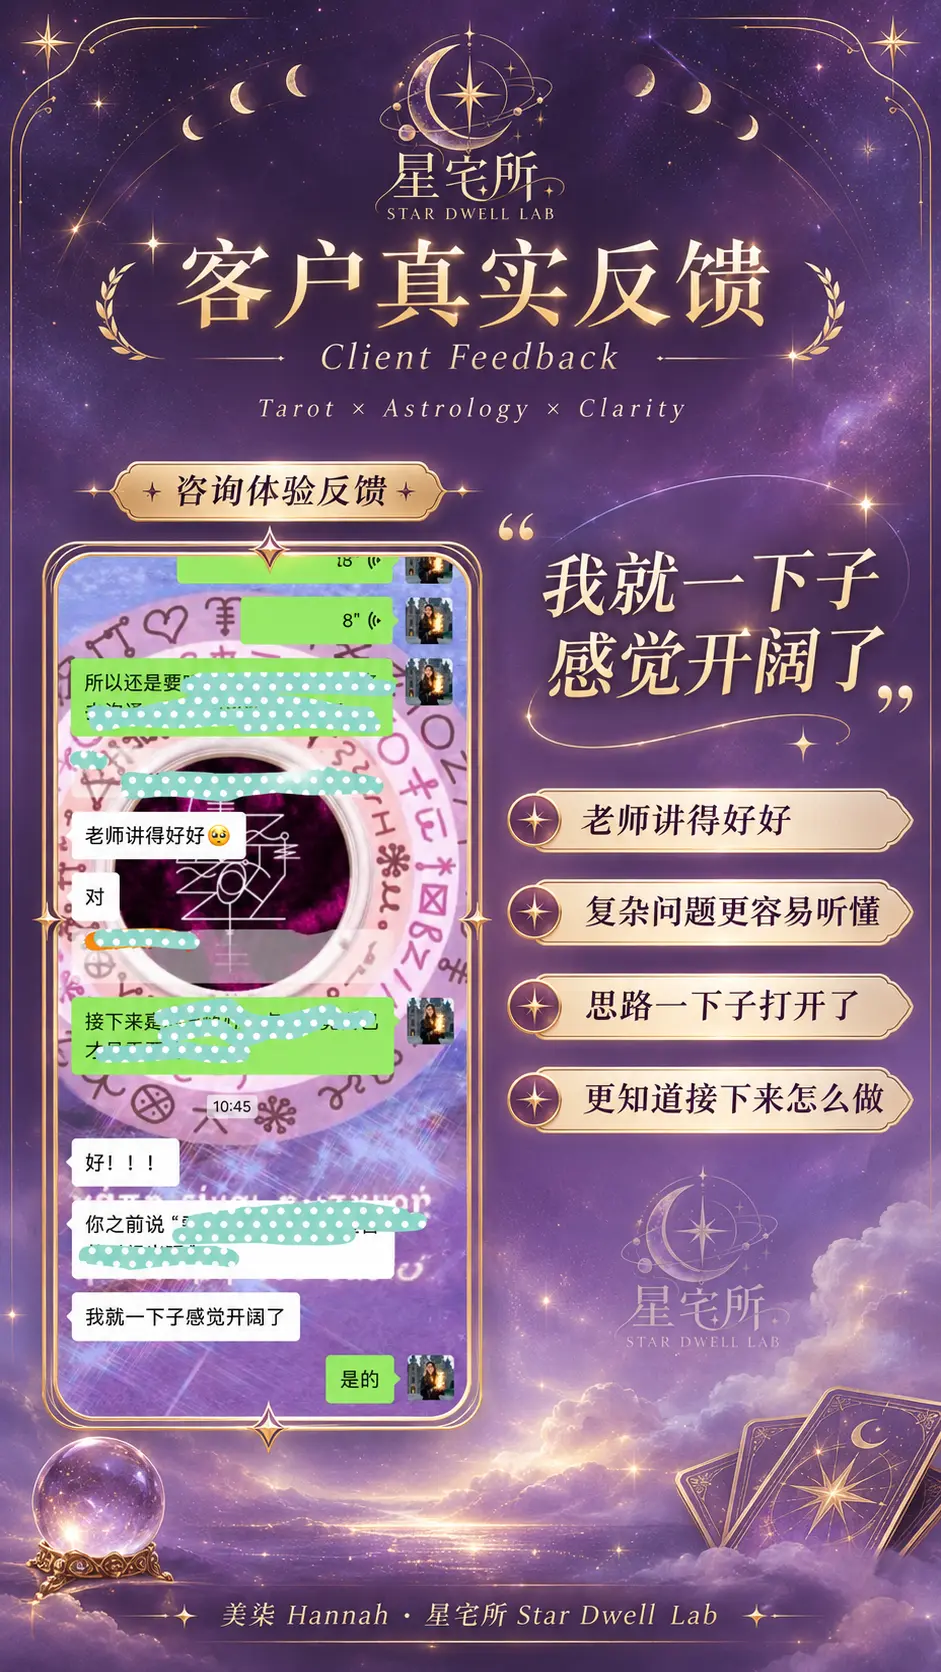 星宅所
STAR DWELL LAB
客户真实反馈
Client Feedback
Tarot × Astrology × Clarity
咨询体验反馈
18"
8"
所以还是要
老师讲得好好🥺
对
接下来是
才
10:45
好！！！
你之前说“
我就一下子感觉开阔了
是的
“我就一下子
感觉开阔了”
老师讲得好好
复杂问题更容易听懂
思路一下子打开了
更知道接下来怎么做
星宅所
STAR DWELL LAB
美柒 Hannah · 星宅所 Star Dwell Lab